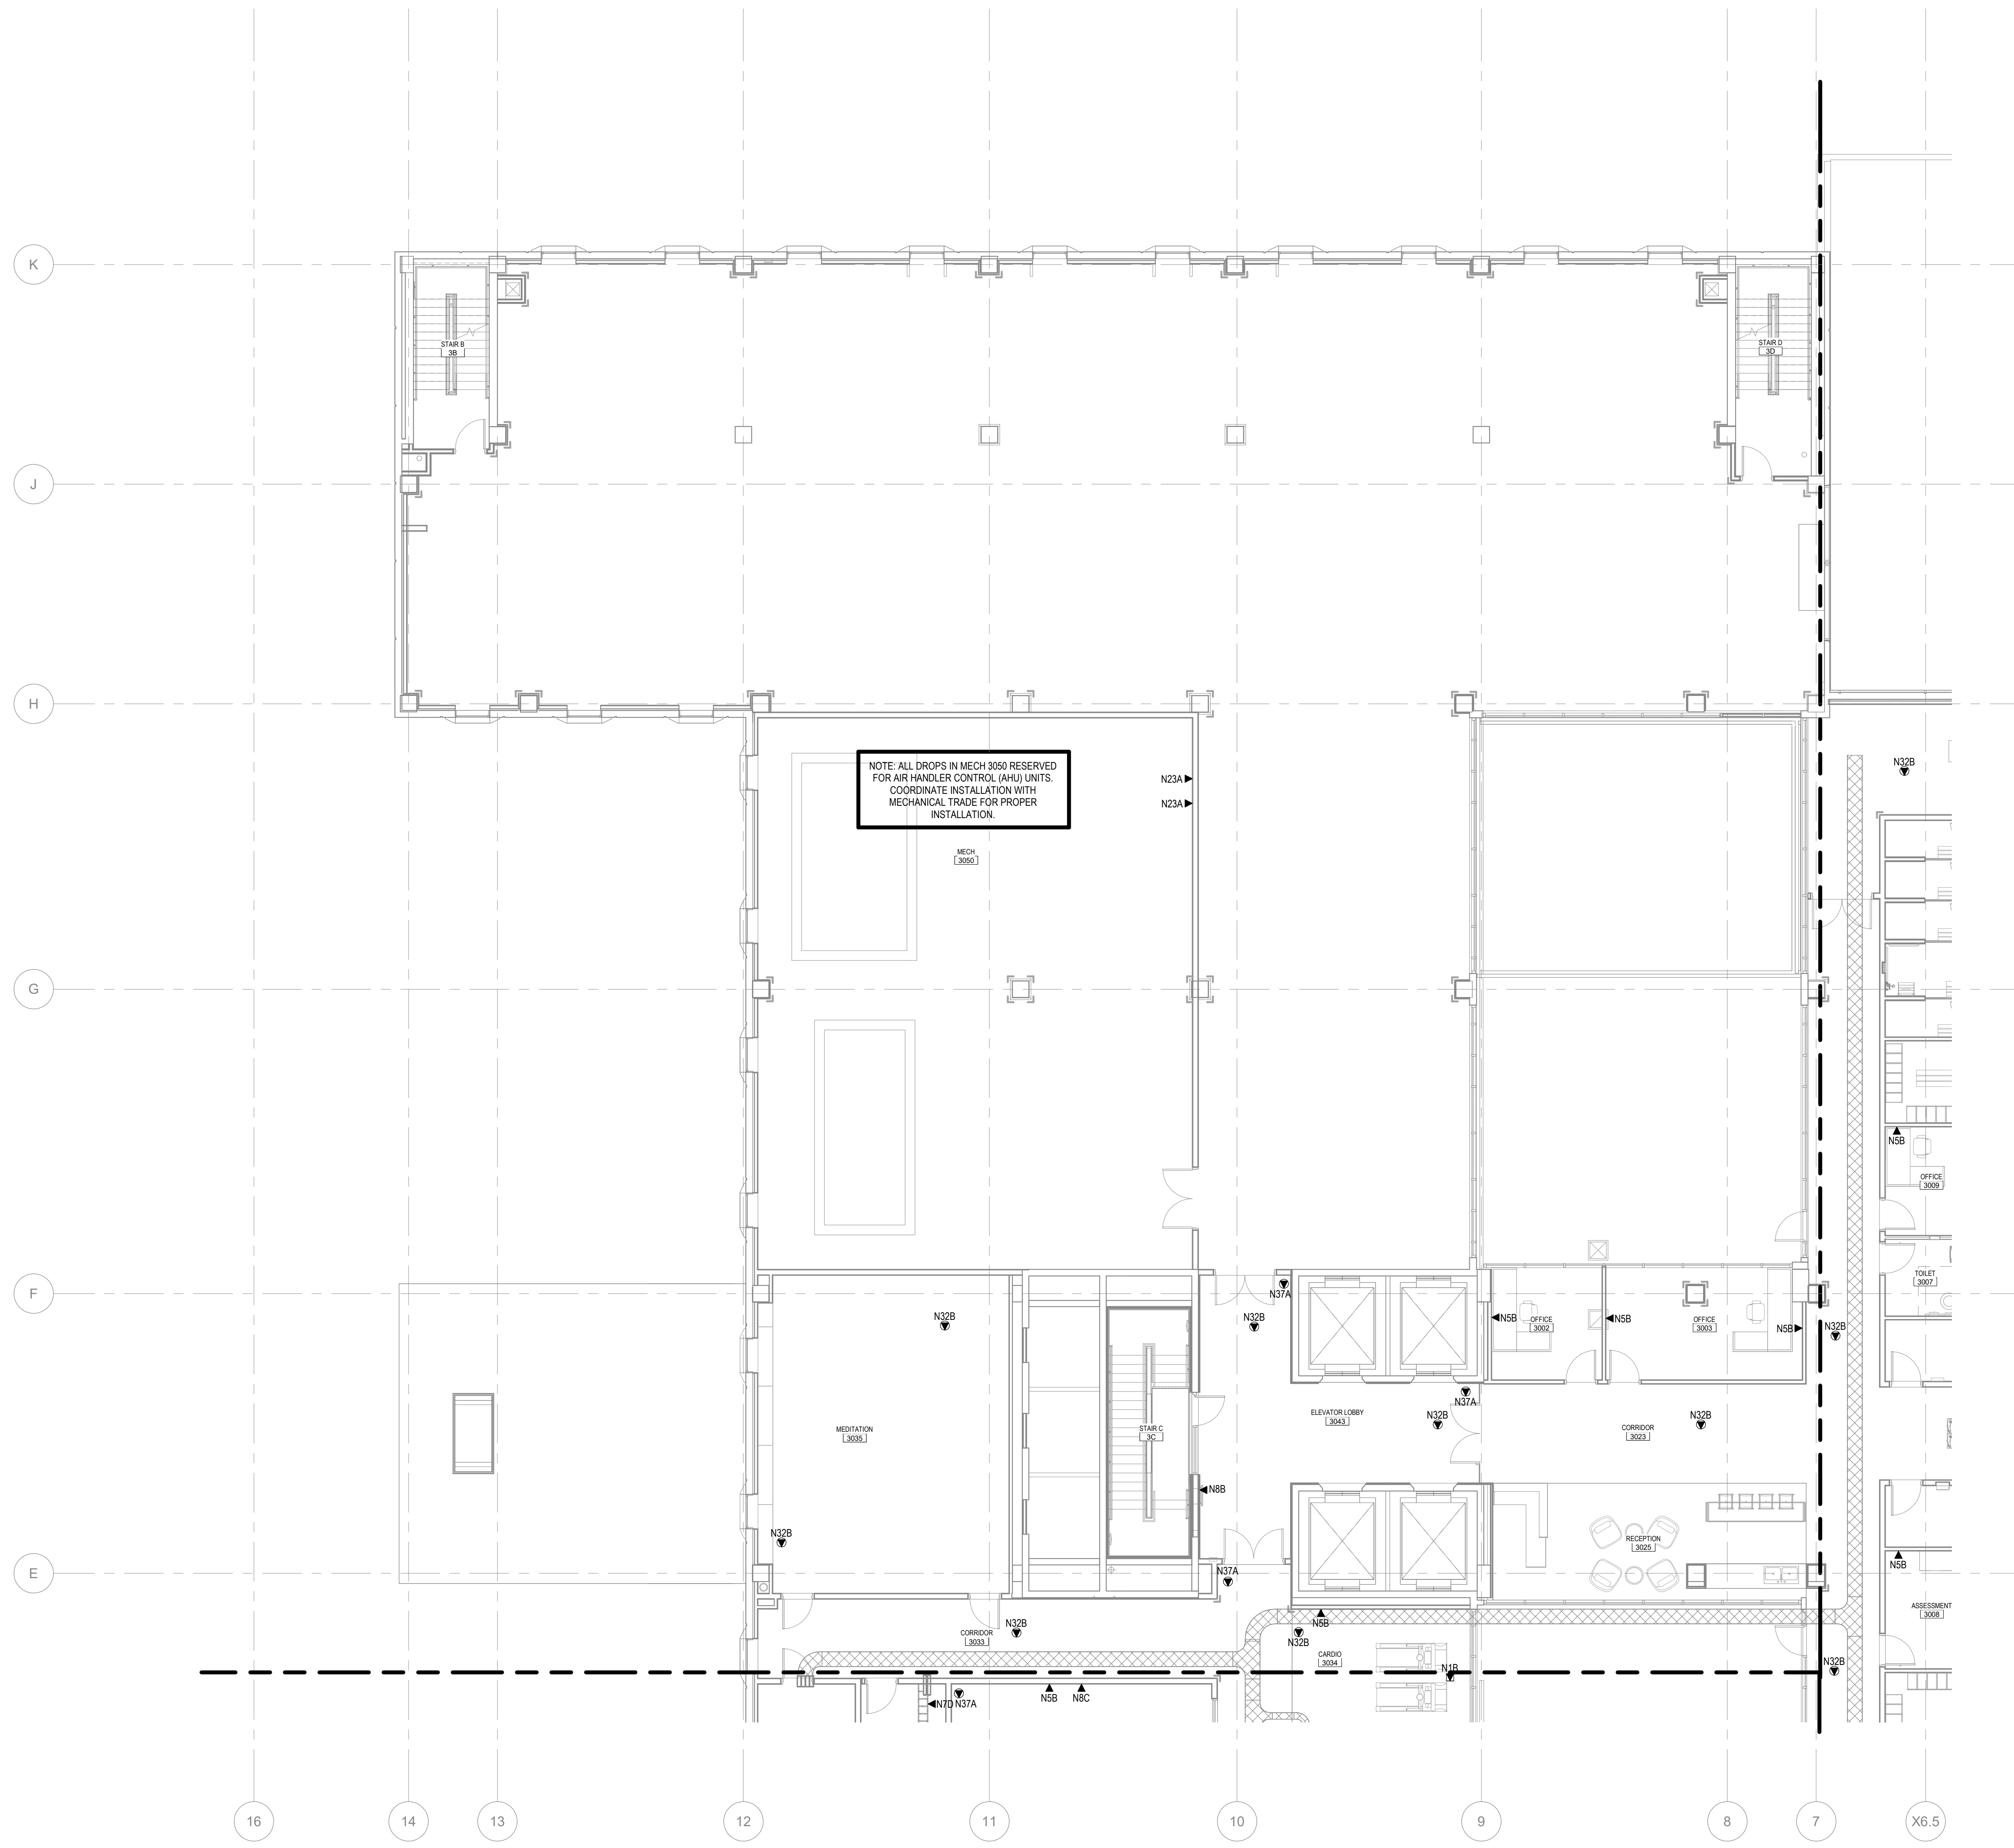 K
STAIR B
3B
STAIR D
3D
J
H
NOTE: ALL DROPS IN MECH 3050 RESERVED
FOR AIR HANDLER CONTROL (AHU) UNITS.
COORDINATE INSTALLATION WITH
MECHANICAL TRADE FOR PROPER
INSTALLATION.
N23A
N23A
N32B
MECH
3050
G
N5B
OFFICE
3009
TOILET
3007
F
N37A
N32B
N32B
N5B
OFFICE
3002
N5B
OFFICE
3003
N5B
N32B
N37A
ELEVATOR LOBBY
3043
N32B
N32B
CORRIDOR
3023
MEDITATION
3035
STAIR C
3C
N8B
N32B
RECEPTION
3025
E
N37A
N5B
ASSESSMENT
3008
CORRIDOR
3033
N32B
N5B
N32B
CARDIO
3034
N1B
N32B
N7D
N37A
N5B
N8C
16
14
13
12
11
10
9
8
7
X6.5